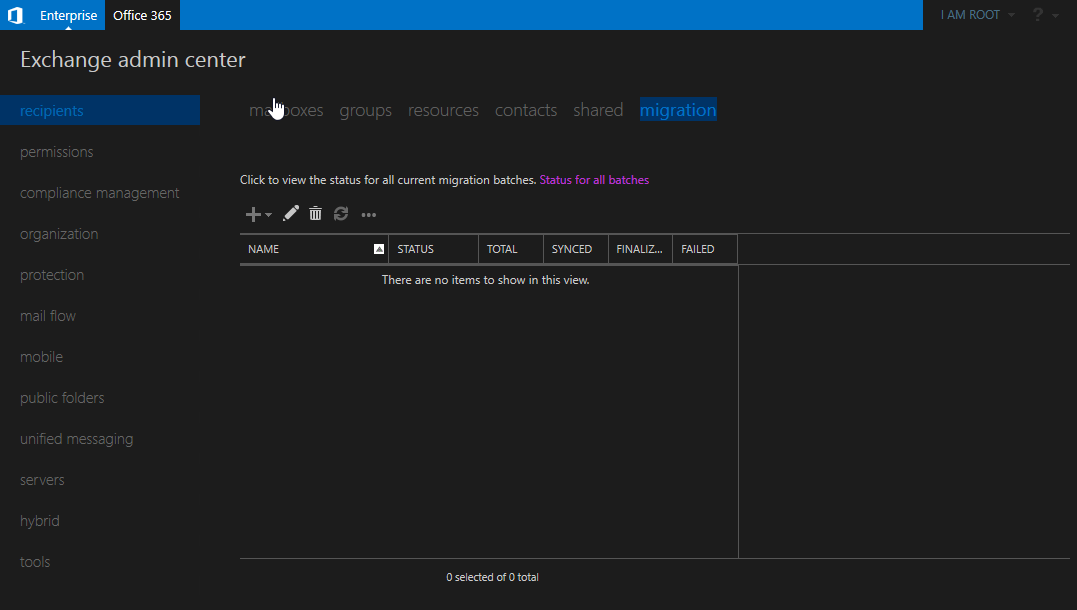 Enterprise Office 365 I AM ROOT ?
Exchange admin center
recipients
permissions
compliance management
organization
protection
mail flow
mobile
public folders
unified messaging
servers
hybrid
tools
groups resources contacts shared migration
Click to view the status for all current migration batches. Status for all batches
NAME STATUS TOTAL SYNCED FINALIZ... FAILED
There are no items to show in this view.
0 selected of 0 total